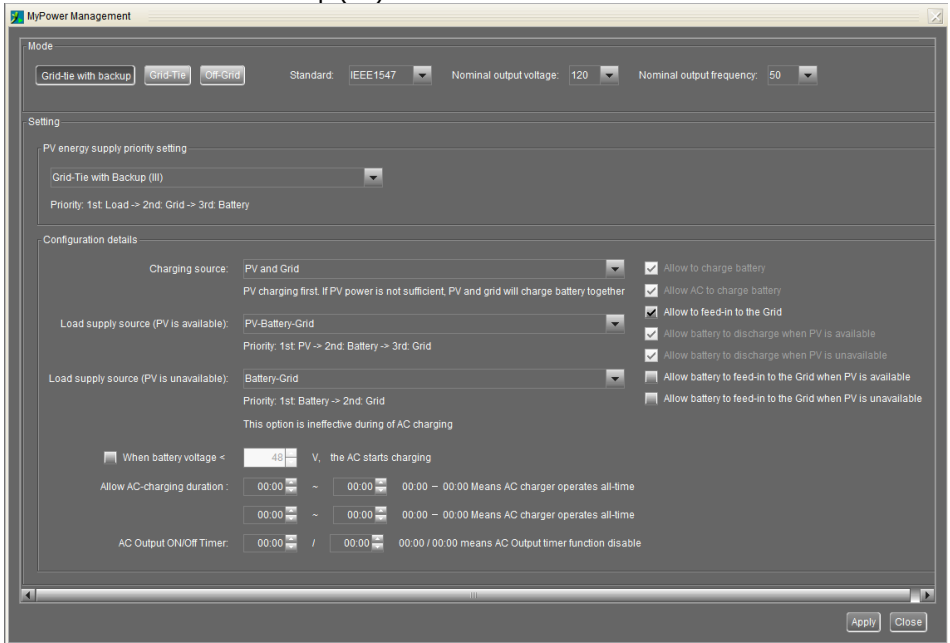 MyPower Management
Mode
Grid-tie with backup Grid-Tie Off-Grid Standard: IEEE1547 Nominal output voltage: 120 Nominal output frequency: 50
Setting
PV energy supply priority setting
Grid-Tie with Backup (III)
Priority: 1st: Load -> 2nd: Grid -> 3rd: Battery
Configuration details
Charging source: PV and Grid
PV charging first. If PV power is not sufficient, PV and grid will charge battery together
Load supply source (PV is available): PV-Battery-Grid
Priority: 1st: PV -> 2nd: Battery -> 3rd: Grid
Load supply source (PV is unavailable): Battery-Grid
Priority: 1st: Battery -> 2nd: Grid
This option is ineffective during of AC charging
Allow to charge battery
Allow AC to charge battery
Allow to feed-in to the Grid
Allow battery to discharge when PV is available
Allow battery to discharge when PV is unavailable
Allow battery to feed-in to the Grid when PV is available
Allow battery to feed-in to the Grid when PV is unavailable
When battery voltage < 48 V, the AC starts charging
Allow AC-charging duration : 00:00 ~ 00:00 00:00 – 00:00 Means AC charger operates all-time
00:00 ~ 00:00 00:00 – 00:00 Means AC charger operates all-time
AC Output ON/Off Timer: 00:00 / 00:00 00:00 / 00:00 means AC Output timer function disable
Apply Close